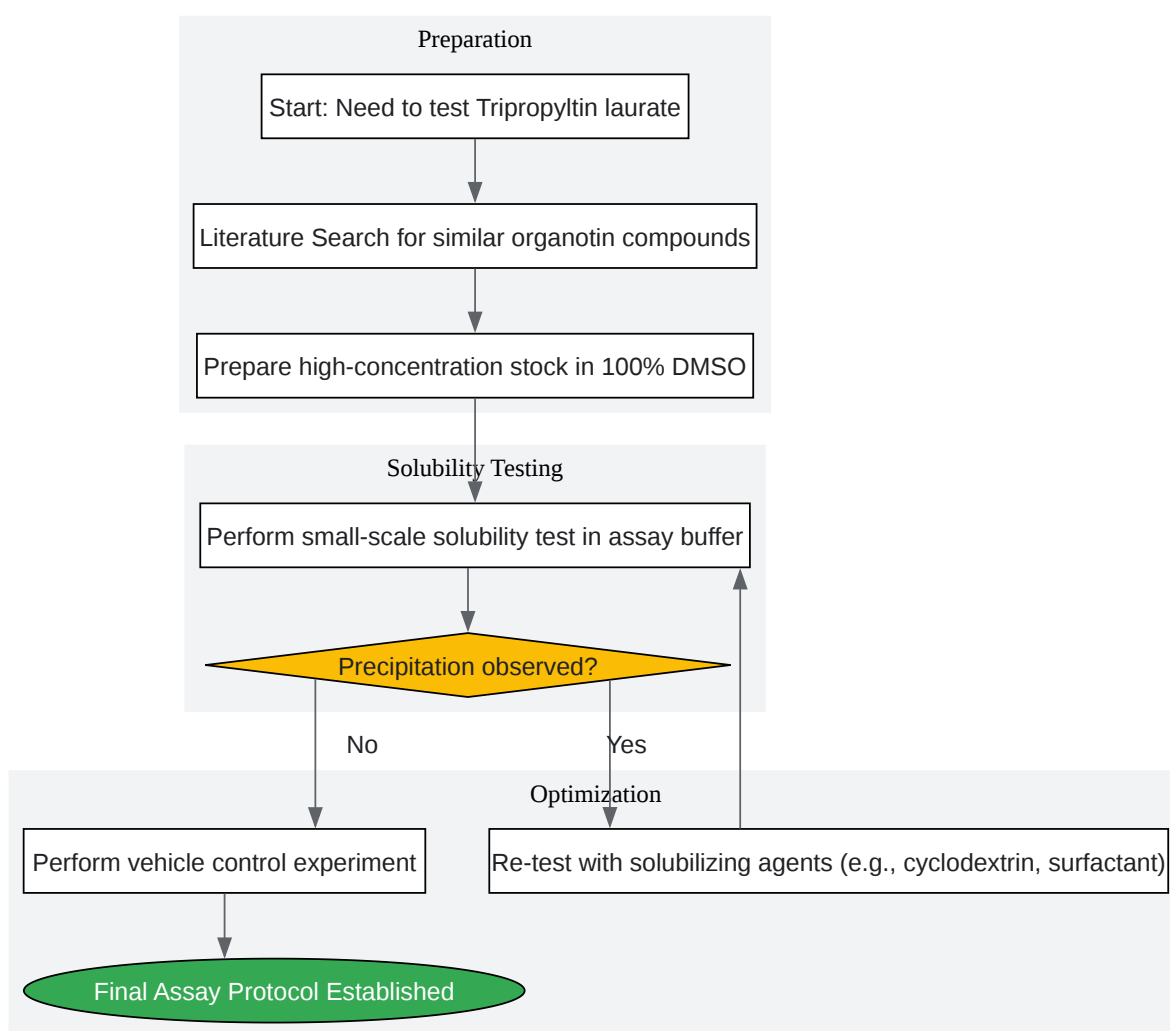 Preparation
Start: Need to test Tripropyltin laurate
Literature Search for similar organotin compounds
Prepare high-concentration stock in 100% DMSO
Solubility Testing
Perform small-scale solubility test in assay buffer
Precipitation observed?
No
Yes
Optimization
Perform vehicle control experiment
Re-test with solubilizing agents (e.g., cyclodextrin, surfactant)
Final Assay Protocol Established